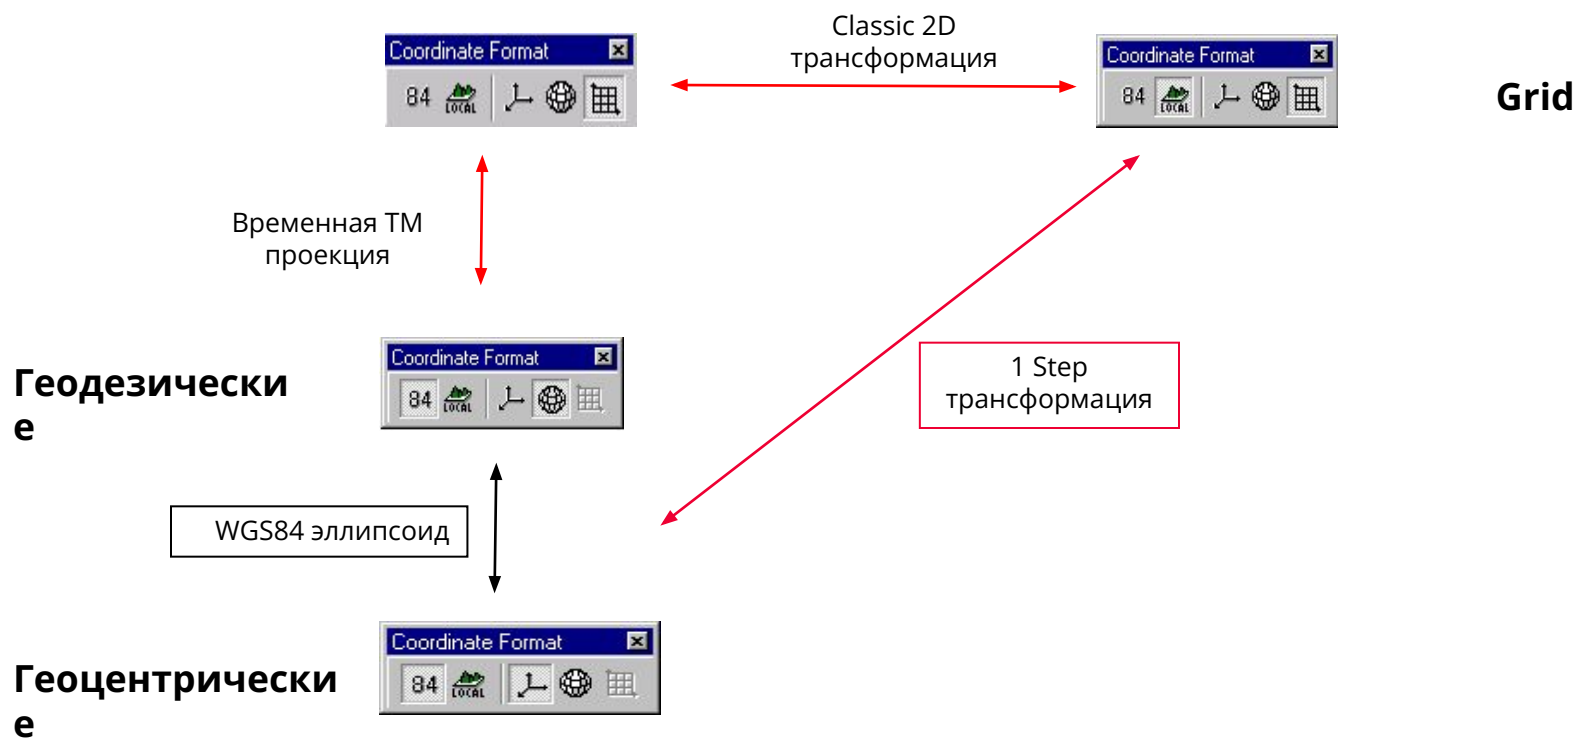 Classic 2D
трансформация
Coordinate Format
84 LOCAL
Coordinate Format
84 LOCAL
Grid
Временная TM
проекция
Coordinate Format
84 LOCAL
Геодезически
е
1 Step
трансформация
WGS84 эллипсоид
Coordinate Format
84 LOCAL
Геоцентрически
е